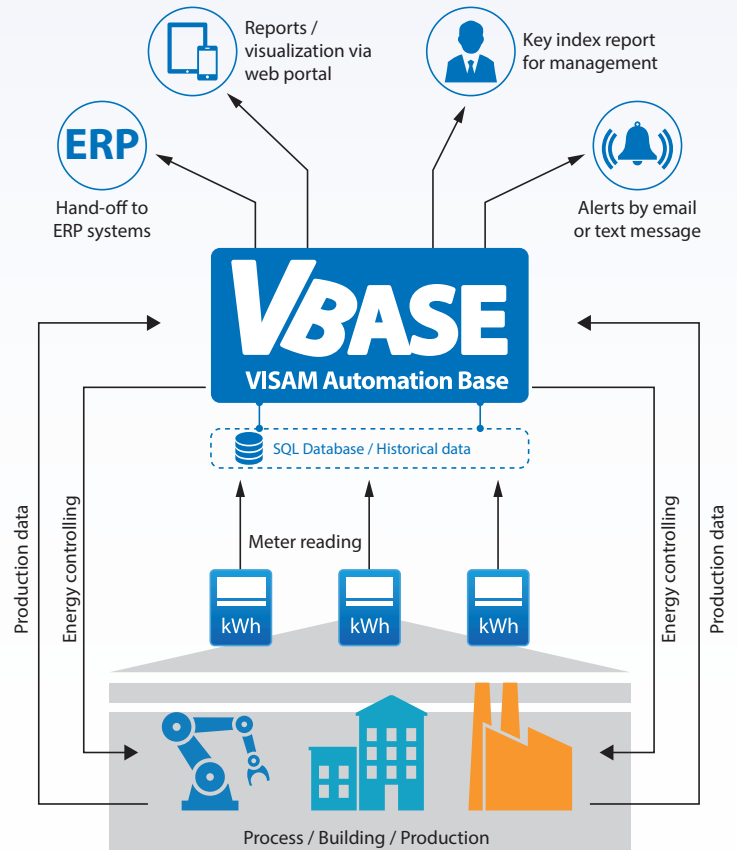 Reports /
visualization via
web portal
Key index report
for management
ERP
Hand-off to
ERP systems
Alerts by email
or text message
VBASE
VISAM Automation Base
SQL Database / Historical data
Meter reading
kWh
kWh
kWh
Production data
Energy controlling
Energy controlling
Production data
Process / Building / Production